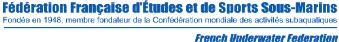 Fédération Française d'Études et de Sports Sous-Marins
Fondée en 1948, membre fondateur de la Confédération mondiale des activités subaquatiques
French Underwater Federation